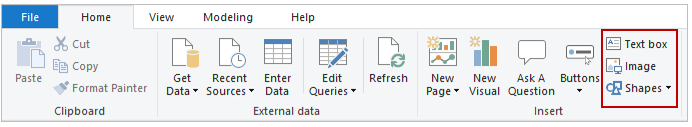 File Home View Modeling Help
Paste
Cut
Copy
Format Painter
Clipboard
Get Data
Recent Sources
Enter Data
Edit Queries
Refresh
External data
New Page
New Visual
Ask A Question
Buttons
Text box
Image
Shapes
Insert